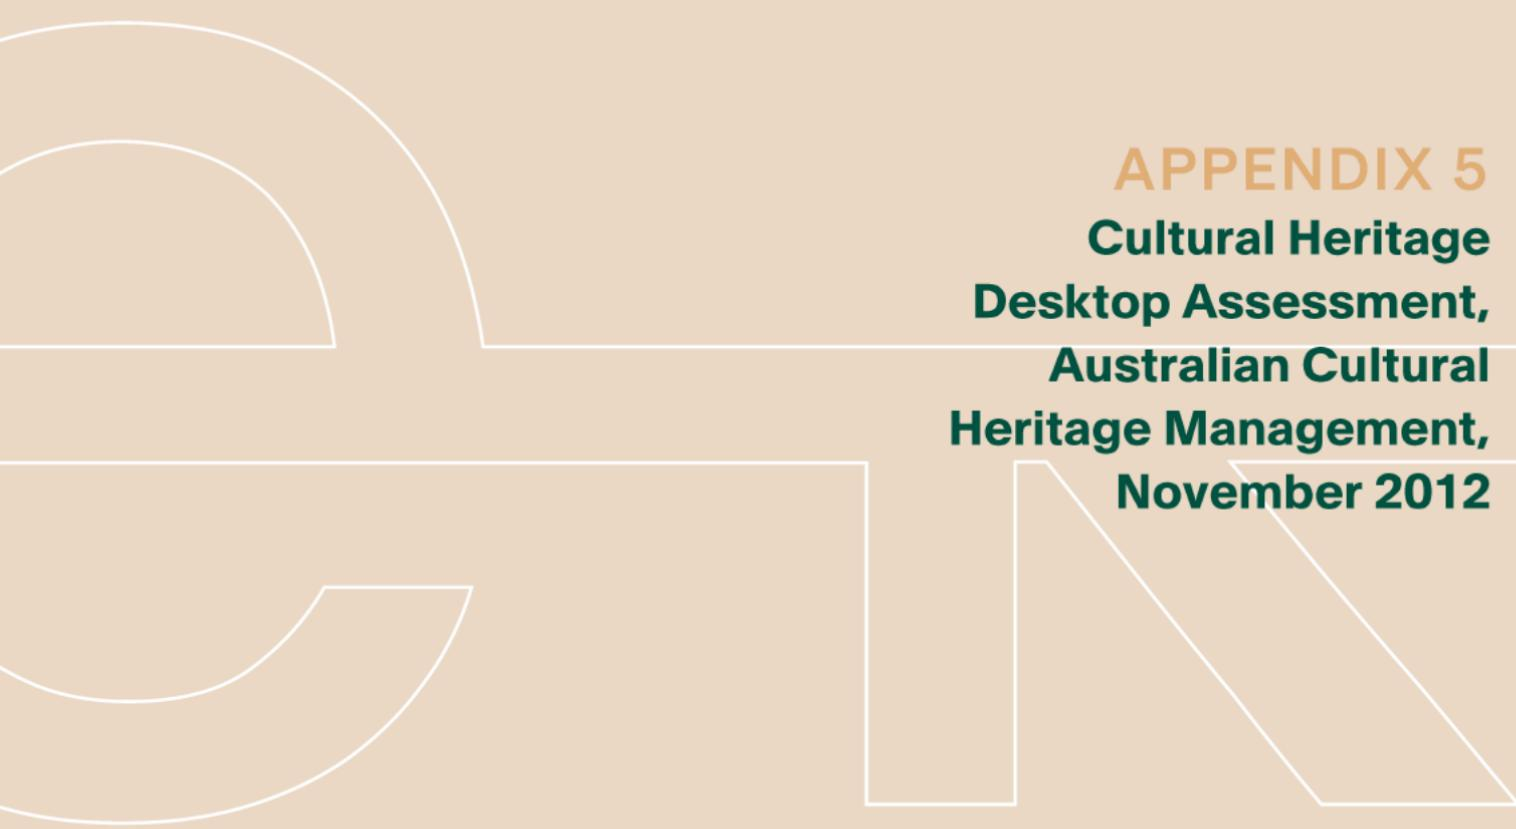 APPENDIX 5
Cultural Heritage
Desktop Assessment,
Australian Cultural
Heritage Management,
November 2012